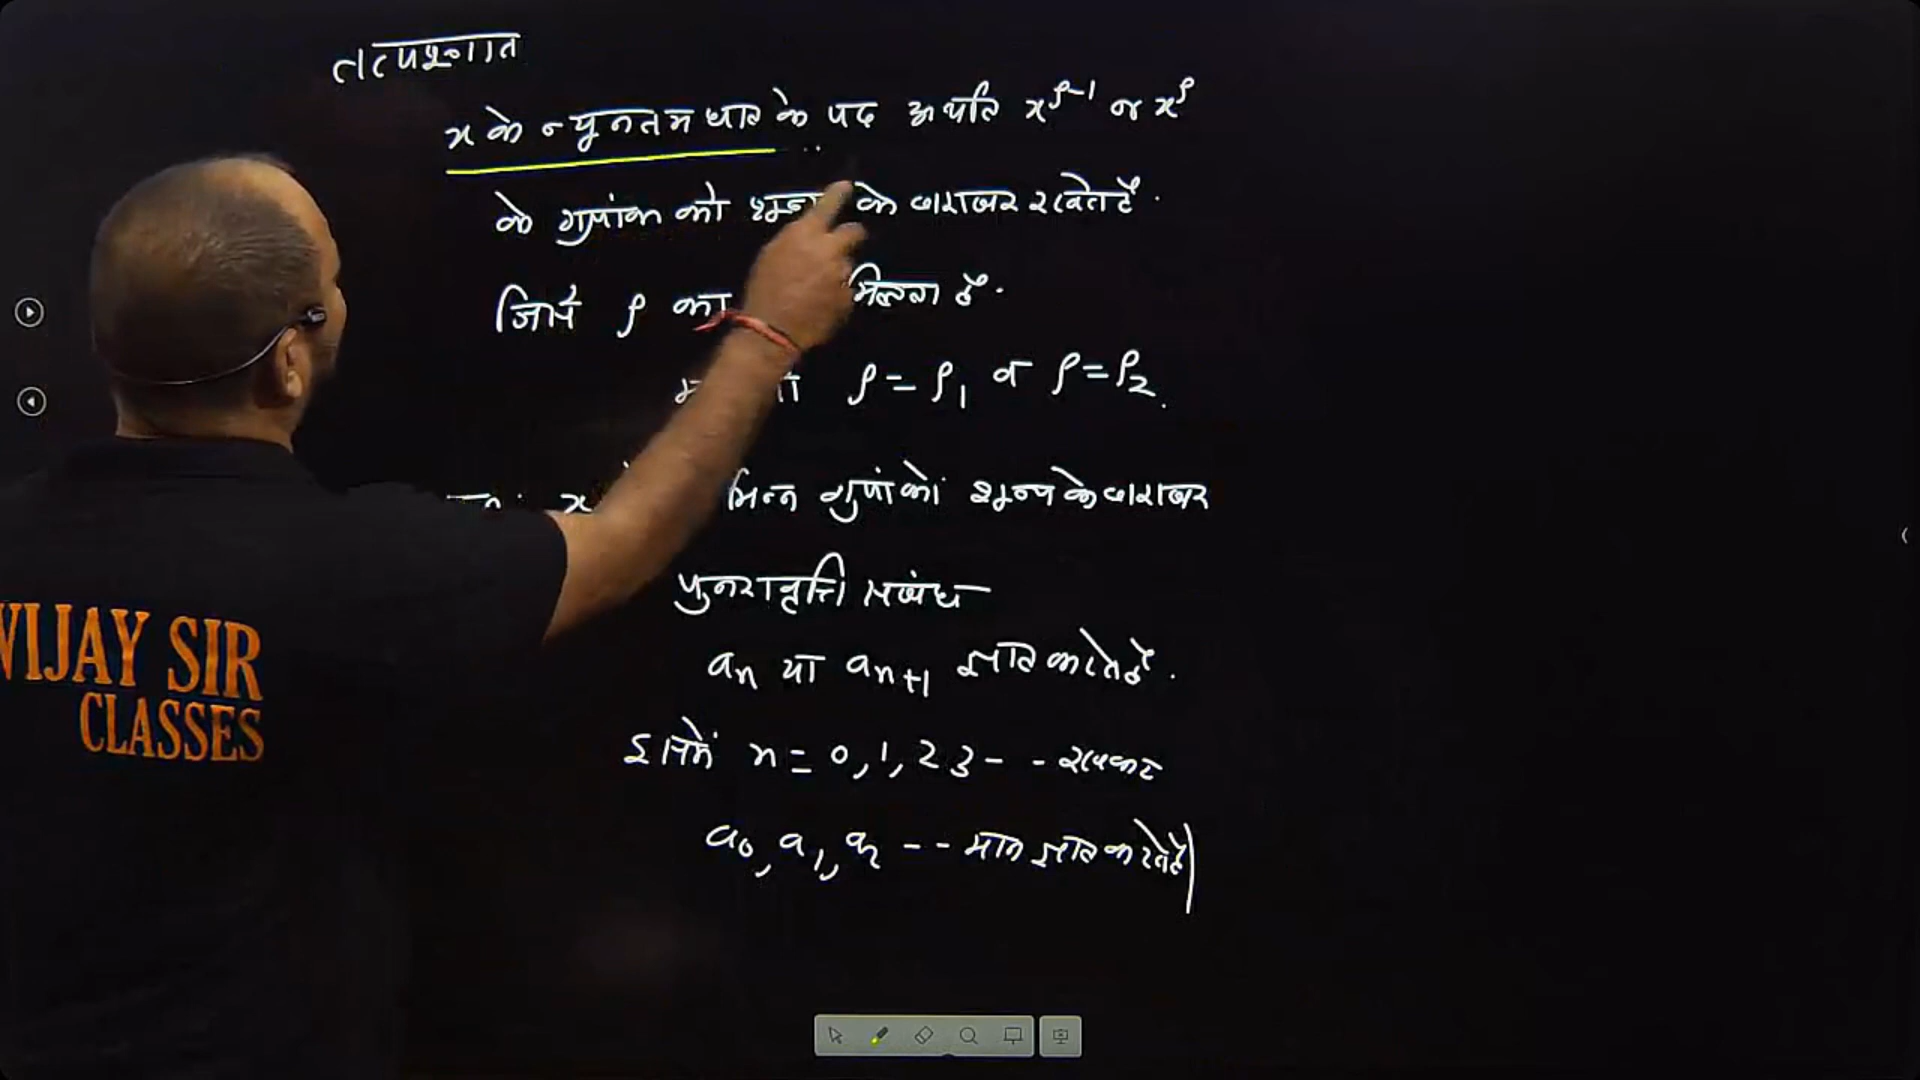 तत्पश्चात
x के न्यूनतम घात के पद अर्थात x^ρ-1 or x^ρ
के गुणांक को के बराबर रखते हैं.
जिससे ρ का मिलता है.
ρ = ρ₁ व ρ = ρ₂.
x भिन्न गुणांकों शून्य के बराबर
पुनरावृत्ति संबंध
aₙ या aₙ₊₁ ज्ञात करते हैं.
इसमें n = 0, 1, 2 3 - - रखकर
a₀, a₁, a₂ - - मान ज्ञात करते हैं|
VIJAY SIR
CLASSES